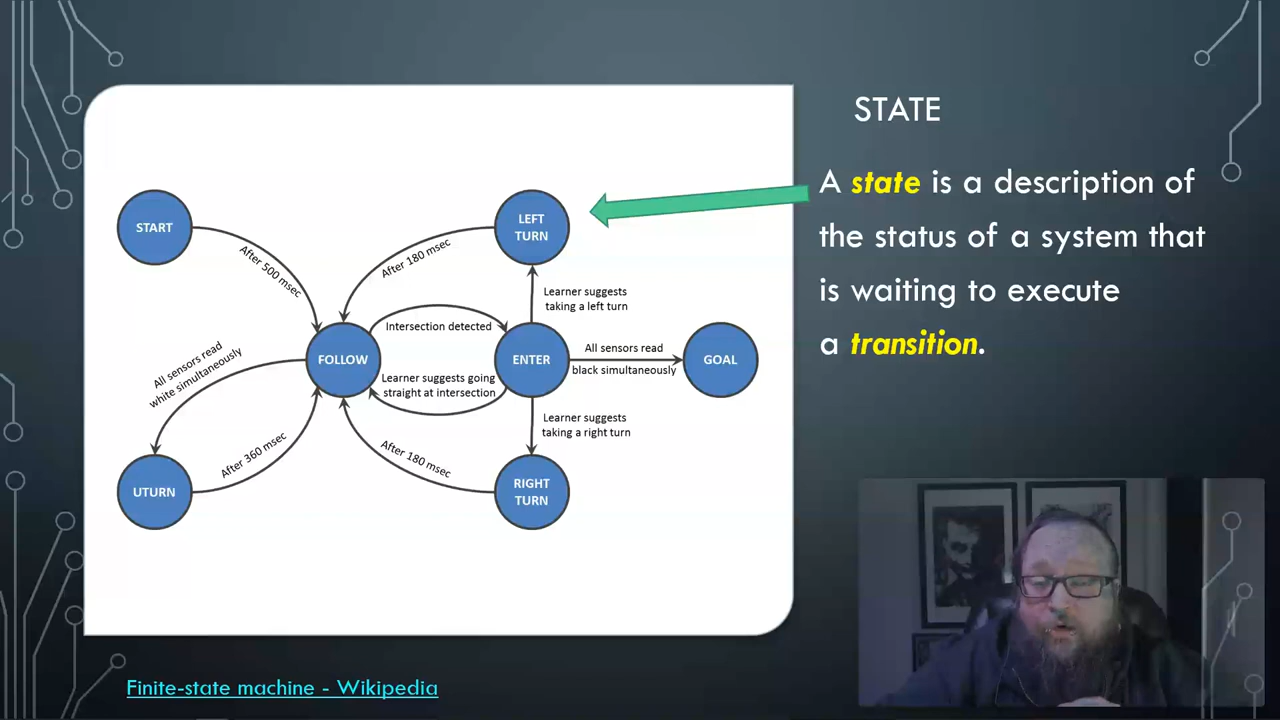 STATE
A state is a description of
the status of a system that
is waiting to execute
a transition.
START
After 500 msec
LEFT
TURN
After 180 msec
Learner suggests
taking a left turn
Intersection detected
FOLLOW
ENTER
All sensors read
black simultaneously
GOAL
Learner suggests going
straight at intersection
All sensors read
white simultaneously
Learner suggests
taking a right turn
After 360 msec
After 180 msec
UTURN
RIGHT
TURN
Finite-state machine - Wikipedia